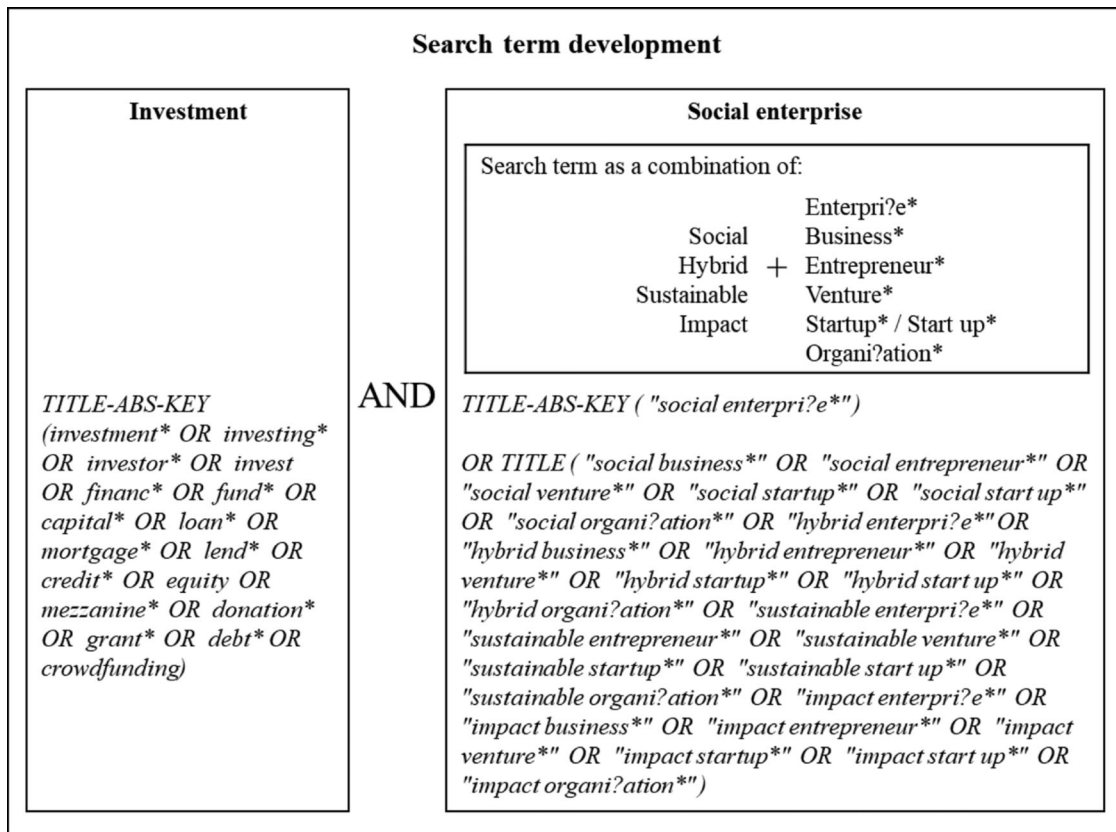 Search term development
Investment
TITLE-ABS-KEY
(investment* OR investing*
OR investor* OR invest
OR financ* OR fund* OR
capital* OR loan* OR
mortgage* OR lend* OR
credit* OR equity OR
mezzanine* OR donation*
OR grant* OR debt* OR
crowdfunding)
AND
Social enterprise
Search term as a combination of:
Social
Hybrid
Sustainable
Impact
+
Enterpri?e*
Business*
Entrepreneur*
Venture*
Startup* / Start up*
Organi?ation*
TITLE-ABS-KEY ( "social enterpri?e*")
OR TITLE ( "social business*" OR "social entrepreneur*" OR
"social venture*" OR "social startup*" OR "social start up*"
OR "social organi?ation*" OR "hybrid enterpri?e*" OR
"hybrid business*" OR "hybrid entrepreneur*" OR "hybrid
venture*" OR "hybrid startup*" OR "hybrid start up*" OR
"hybrid organi?ation*" OR "sustainable enterpri?e*" OR
"sustainable entrepreneur*" OR "sustainable venture*" OR
"sustainable startup*" OR "sustainable start up*" OR
"sustainable organi?ation*" OR "impact enterpri?e*" OR
"impact business*" OR "impact entrepreneur*" OR "impact
venture*" OR "impact startup*" OR "impact start up*" OR
"impact organi?ation*")